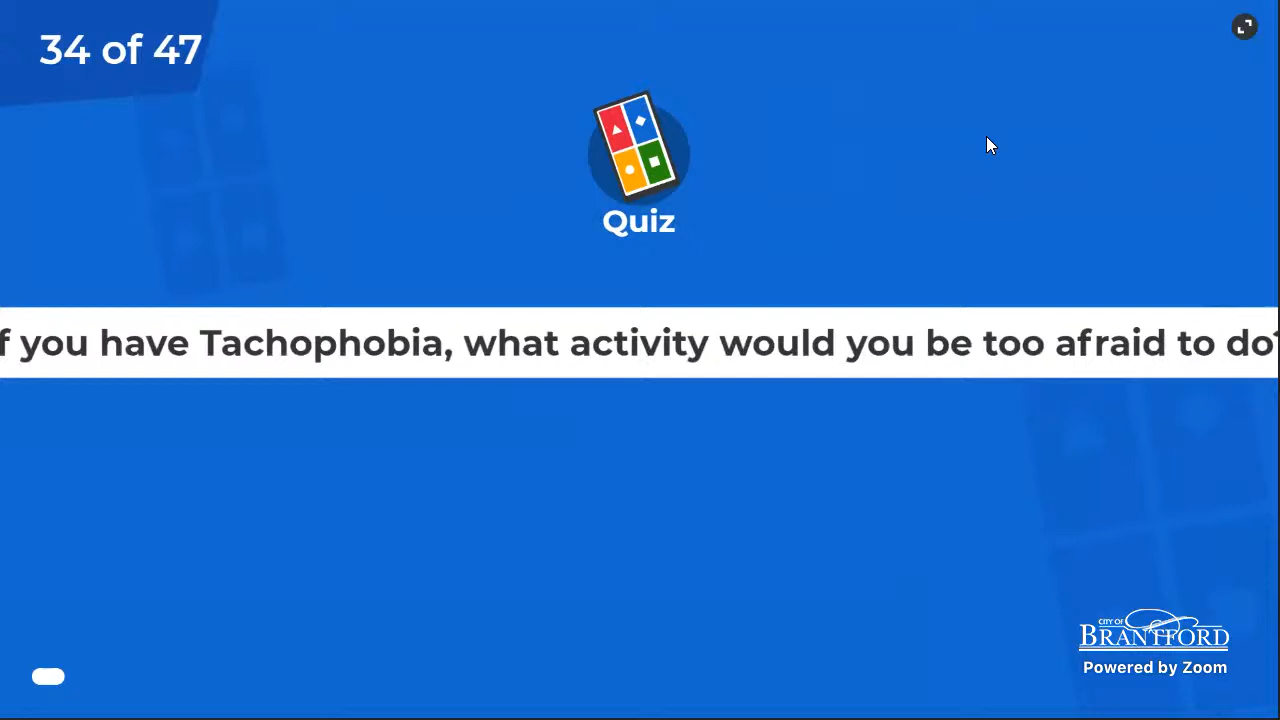 34 of 47
Quiz
f you have Tachophobia, what activity would you be too afraid to do?
CITY OF
BRANTFORD
Powered by Zoom